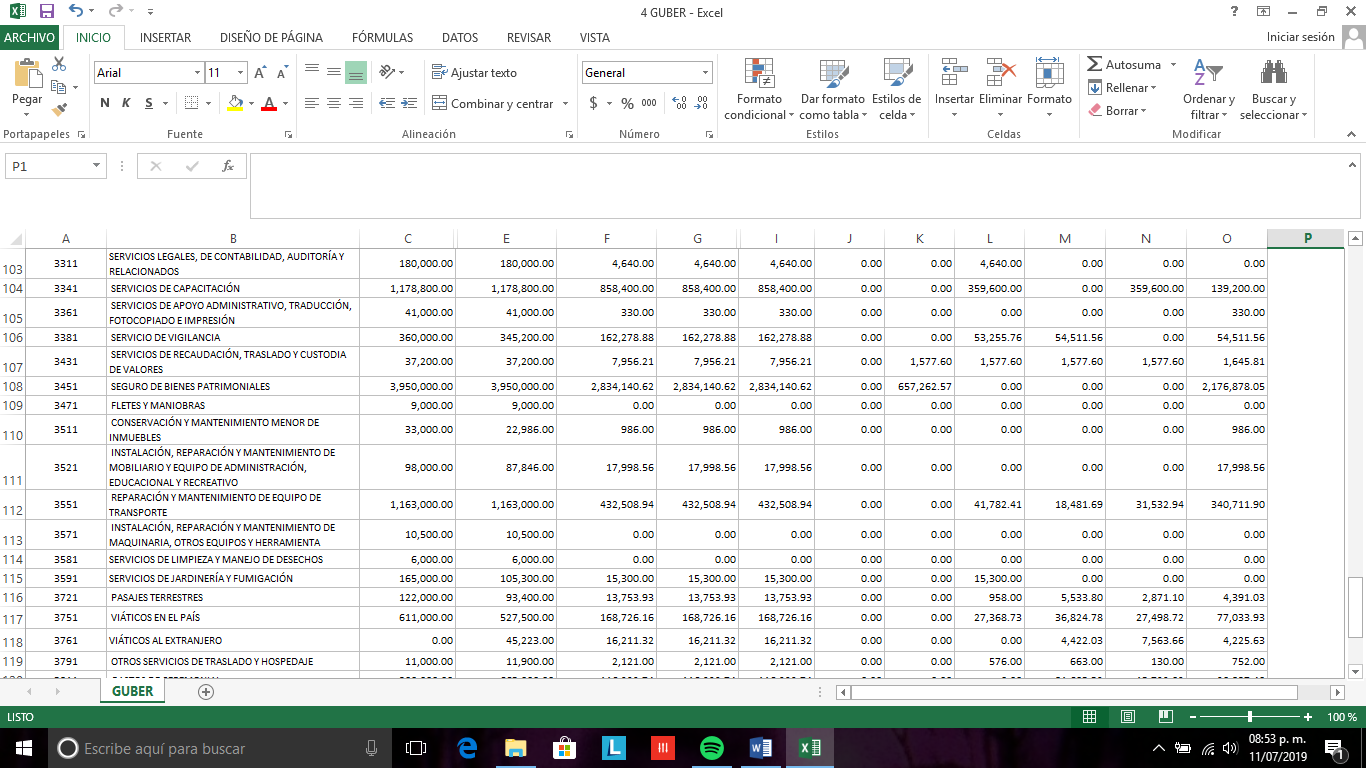 4 GUBER - Excel
ARCHIVO INICIO INSERTAR DISEÑO DE PÁGINA FÓRMULAS DATOS REVISAR VISTA Iniciar sesión
Arial 11 Ajustar texto General Autosuma
Pegar Rellenar
N K S Combinar y centrar $ % 000 Borrar
Formato condicional Dar formato como tabla Estilos de celda Insertar Eliminar Formato Ordenar y filtrar Buscar y seleccionar
Portapapeles Fuente Alineación Número Estilos Celdas Modificar
P1 fx
A B C E F G I J K L M N O P
103 3311 SERVICIOS LEGALES, DE CONTABILIDAD, AUDITORÍA Y 180,000.00 180,000.00 4,640.00 4,640.00 4,640.00 0.00 0.00 4,640.00 0.00 0.00 0.00
RELACIONADOS
104 3341 SERVICIOS DE CAPACITACIÓN 1,178,800.00 1,178,800.00 858,400.00 858,400.00 858,400.00 0.00 0.00 359,600.00 0.00 359,600.00 139,200.00
105 3361 SERVICIOS DE APOYO ADMINISTRATIVO, TRADUCCIÓN, 41,000.00 41,000.00 330.00 330.00 330.00 0.00 0.00 0.00 0.00 0.00 330.00
FOTOCOPIADO E IMPRESIÓN
106 3381 SERVICIO DE VIGILANCIA 360,000.00 345,200.00 162,278.88 162,278.88 162,278.88 0.00 0.00 53,255.76 54,511.56 0.00 54,511.56
107 3431 SERVICIOS DE RECAUDACIÓN, TRASLADO Y CUSTODIA 37,200.00 37,200.00 7,956.21 7,956.21 7,956.21 0.00 1,577.60 1,577.60 1,577.60 1,577.60 1,645.81
DE VALORES
108 3451 SEGURO DE BIENES PATRIMONIALES 3,950,000.00 3,950,000.00 2,834,140.62 2,834,140.62 2,834,140.62 0.00 657,262.57 0.00 0.00 0.00 2,176,878.05
109 3471 FLETES Y MANIOBRAS 9,000.00 9,000.00 0.00 0.00 0.00 0.00 0.00 0.00 0.00 0.00 0.00
110 3511 CONSERVACIÓN Y MANTENIMIENTO MENOR DE 33,000.00 22,986.00 986.00 986.00 986.00 0.00 0.00 0.00 0.00 0.00 986.00
INMUEBLES
111 3521 INSTALACIÓN, REPARACIÓN Y MANTENIMIENTO DE
MOBILIARIO Y EQUIPO DE ADMINISTRACIÓN, 98,000.00 87,846.00 17,998.56 17,998.56 17,998.56 0.00 0.00 0.00 0.00 0.00 17,998.56
EDUCACIONAL Y RECREATIVO
112 3551 REPARACIÓN Y MANTENIMIENTO DE EQUIPO DE 1,163,000.00 1,163,000.00 432,508.94 432,508.94 432,508.94 0.00 0.00 41,782.41 18,481.69 31,532.94 340,711.90
TRANSPORTE
113 3571 INSTALACIÓN, REPARACIÓN Y MANTENIMIENTO DE 10,500.00 10,500.00 0.00 0.00 0.00 0.00 0.00 0.00 0.00 0.00 0.00
MAQUINARIA, OTROS EQUIPOS Y HERRAMIENTA
114 3581 SERVICIOS DE LIMPIEZA Y MANEJO DE DESECHOS 6,000.00 6,000.00 0.00 0.00 0.00 0.00 0.00 0.00 0.00 0.00 0.00
115 3591 SERVICIOS DE JARDINERÍA Y FUMIGACIÓN 165,000.00 105,300.00 15,300.00 15,300.00 15,300.00 0.00 0.00 15,300.00 0.00 0.00 0.00
116 3721 PASAJES TERRESTRES 122,000.00 93,400.00 13,753.93 13,753.93 13,753.93 0.00 0.00 958.00 5,533.80 2,871.10 4,391.03
117 3751 VIÁTICOS EN EL PAÍS 611,000.00 527,500.00 168,726.16 168,726.16 168,726.16 0.00 0.00 27,368.73 36,824.78 27,498.72 77,033.93
118 3761 VIÁTICOS AL EXTRANJERO 0.00 45,223.00 16,211.32 16,211.32 16,211.32 0.00 0.00 0.00 4,422.03 7,563.66 4,225.63
119 3791 OTROS SERVICIOS DE TRASLADO Y HOSPEDAJE 11,000.00 11,900.00 2,121.00 2,121.00 2,121.00 0.00 0.00 576.00 663.00 130.00 752.00
GUBER
LISTO 100 %
Escribe aquí para buscar
08:53 p. m.
11/07/2019
1